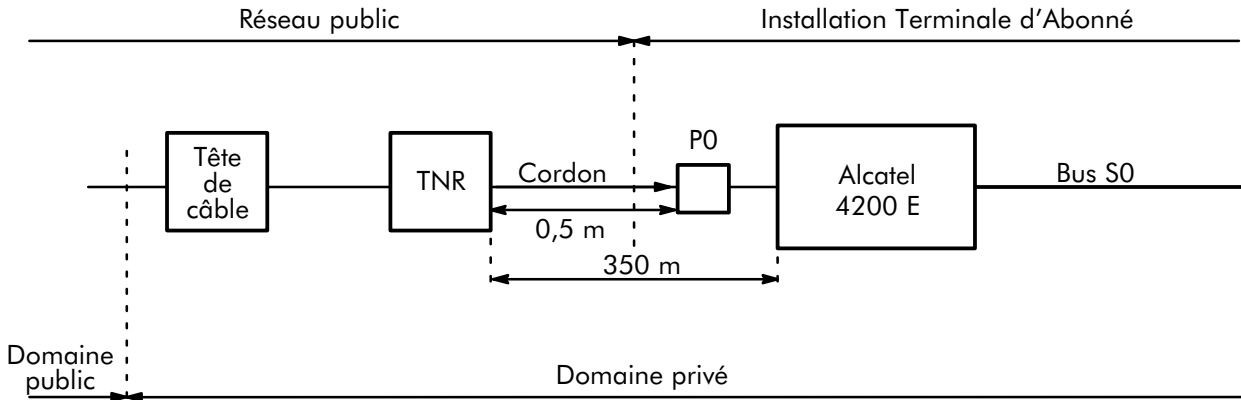 Réseau public
Installation Terminale d'Abonné
Tête
de
câble
TNR
Cordon
0,5 m
P0
350 m
Alcatel
4200 E
Bus S0
Domaine
public
Domaine privé